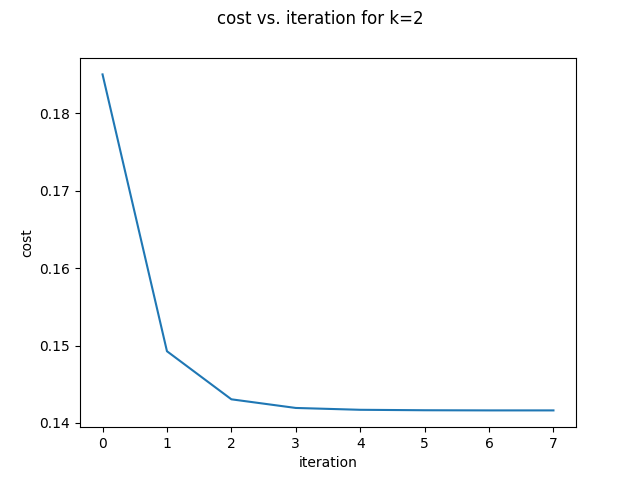 cost vs. iteration for k=2
0.18
0.17
0.16
0.15
0.14
cost
0 1 2 3 4 5 6 7
iteration